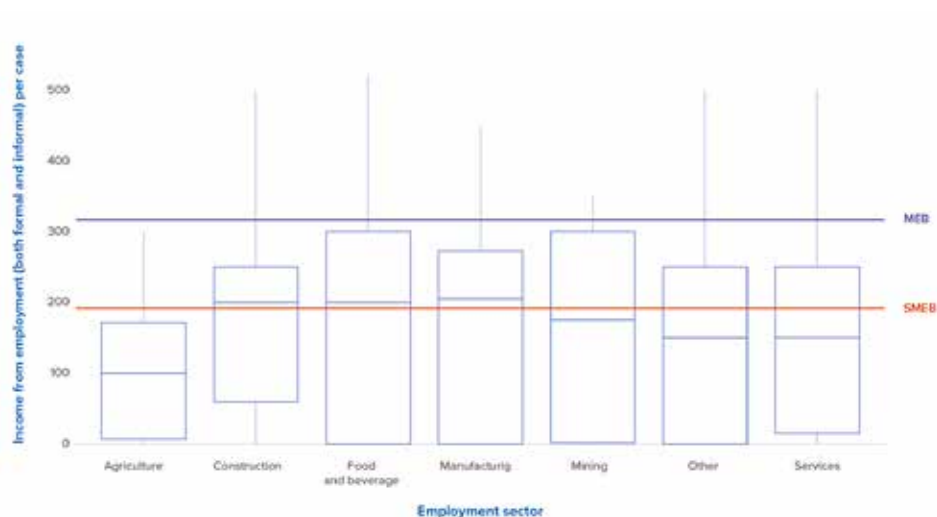 Income from employment (both formal and informal) per case
500
400
300
200
100
0
MEB
SMEB
Agriculture
Construction
Food
and beverage
Manufacturig
Mining
Other
Services
Employment sector